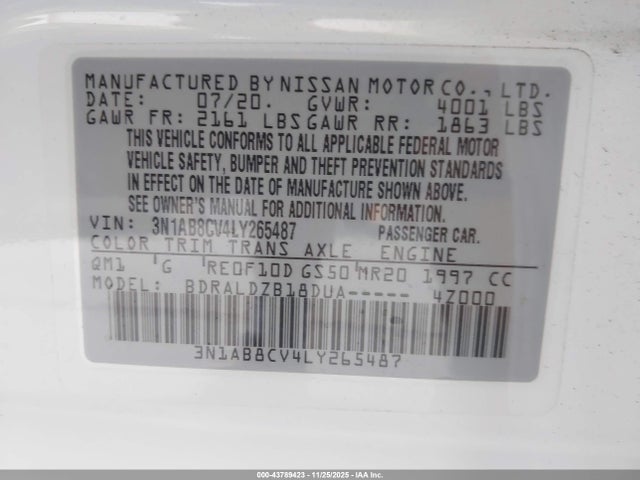 MANUFACTURED BY NISSAN MOTOR CO., LTD.
DATE: 07/20. GVWR: 4001 LBS
GAWR FR: 2161 LBS GAWR RR: 1863 LBS
THIS VEHICLE CONFORMS TO ALL APPLICABLE FEDERAL MOTOR
VEHICLE SAFETY, BUMPER AND THEFT PREVENTION STANDARDS
IN EFFECT ON THE DATE OF MANUFACTURE SHOWN ABOVE.
SEE OWNER'S MANUAL FOR ADDITIONAL INFORMATION.
VIN: 3N1AB8CV4LY265487 PASSENGER CAR.
COLOR TRIM TRANS AXLE ENGINE
QM1 G RE0F10D GS50 MR20 1997 CC
MODEL: BDRALDZB18DUA----- 4Z000
3N1AB8CV4LY265487
000-43789423 - 11/25/2025 - IAA, Inc.